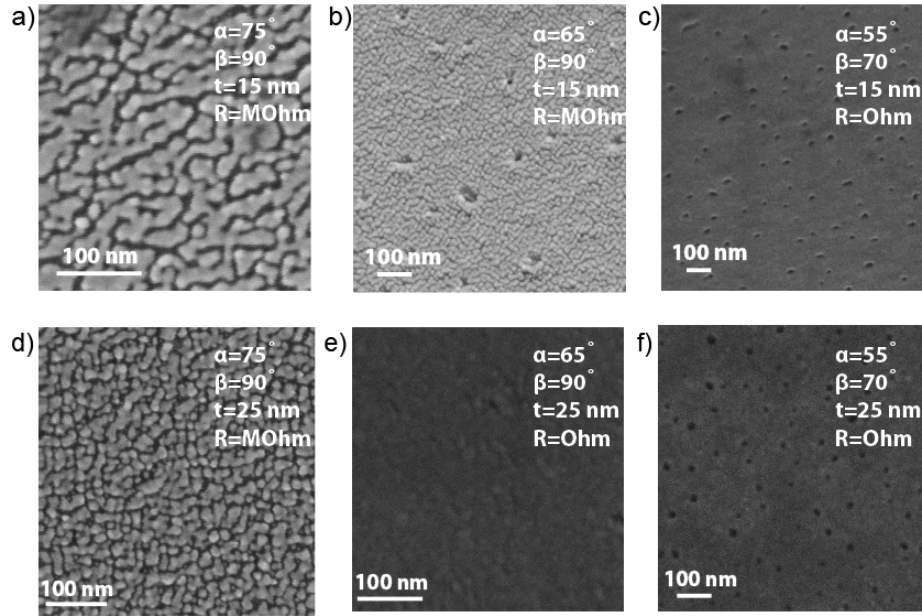 a)
α=75°
β=90°
t=15 nm
R=MOhm
100 nm
b)
α=65°
β=90°
t=15 nm
R=MOhm
100 nm
c)
α=55°
β=70°
t=15 nm
R=Ohm
100 nm
d)
α=75°
β=90°
t=25 nm
R=MOhm
100 nm
e)
α=65°
β=90°
t=25 nm
R=Ohm
100 nm
f)
α=55°
β=70°
t=25 nm
R=Ohm
100 nm